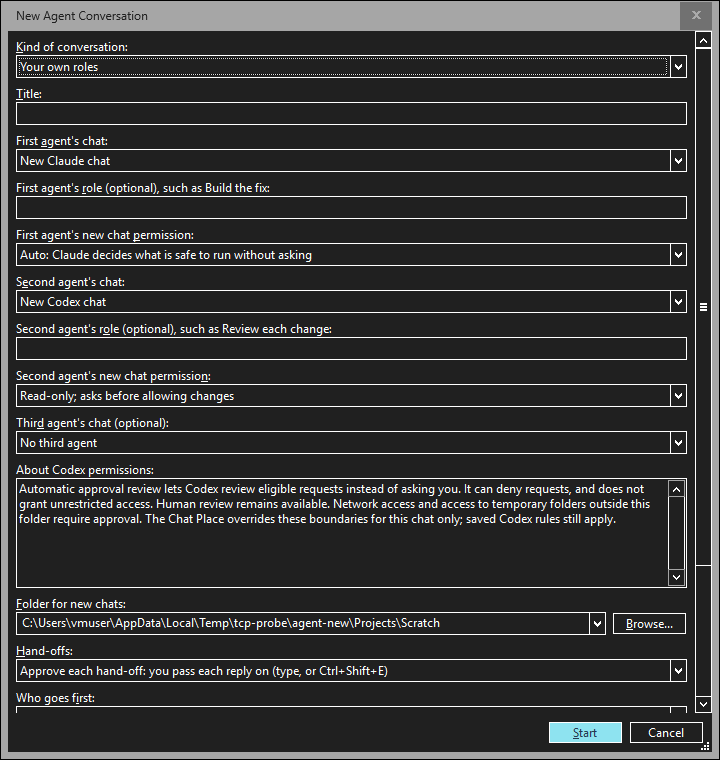 New Agent Conversation
Kind of conversation:
Your own roles
Title:
First agent's chat:
New Claude chat
First agent's role (optional), such as Build the fix:
First agent's new chat permission:
Auto: Claude decides what is safe to run without asking
Second agent's chat:
New Codex chat
Second agent's role (optional), such as Review each change:
Second agent's new chat permission:
Read-only; asks before allowing changes
Third agent's chat (optional):
No third agent
About Codex permissions:
Automatic approval review lets Codex review eligible requests instead of asking you. It can deny requests, and does not
grant unrestricted access. Human review remains available. Network access and access to temporary folders outside this
folder require approval. The Chat Place overrides these boundaries for this chat only; saved Codex rules still apply.
Folder for new chats:
C:\Users\vmuser\AppData\Local\Temp\tcp-probe\agent-new\Projects\Scratch
Browse...
Hand-offs:
Approve each hand-off: you pass each reply on (type, or Ctrl+Shift+E)
Who goes first:
Start
Cancel